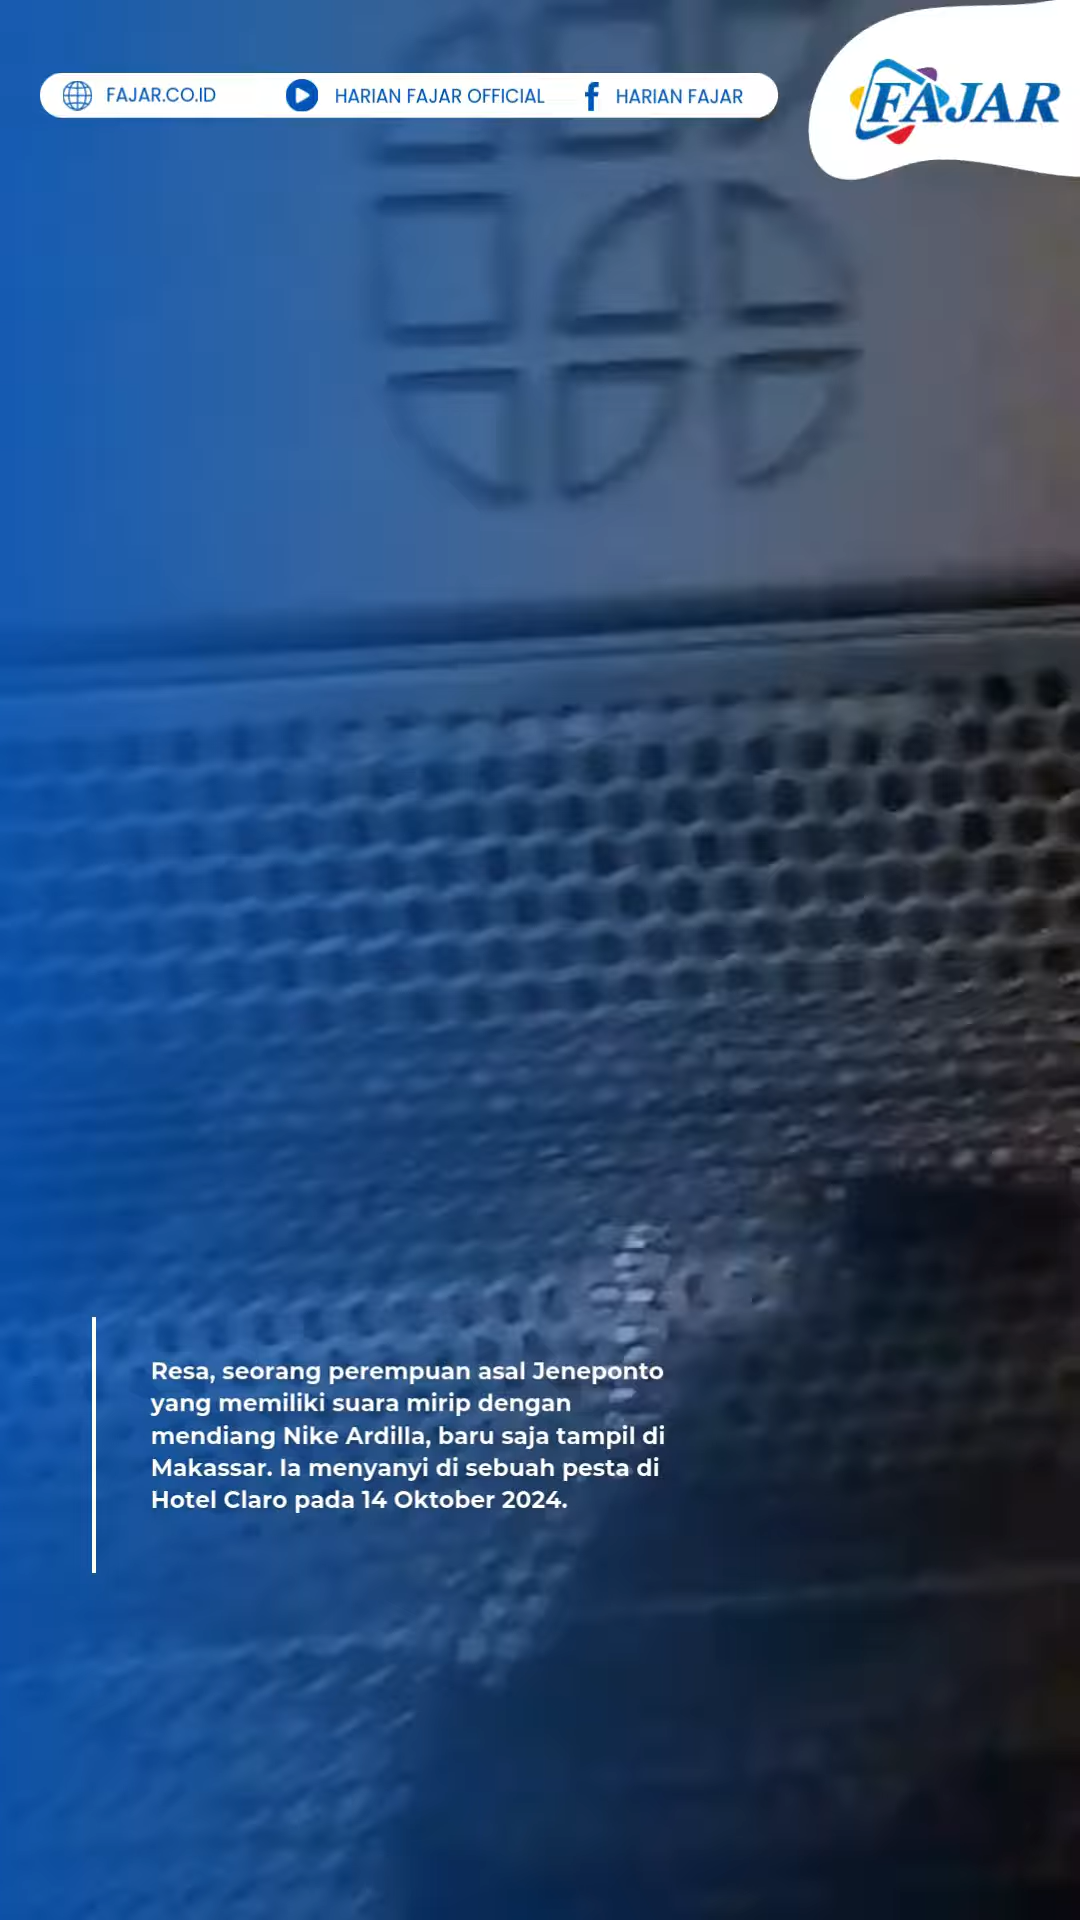 FAJAR.CO.ID
HARIAN FAJAR OFFICIAL
HARIAN FAJAR
FAJAR
Resa, seorang perempuan asal Jeneponto
yang memiliki suara mirip dengan
mendiang Nike Ardilla, baru saja tampil di
Makassar. Ia menyanyi di sebuah pesta di
Hotel Claro pada 14 Oktober 2024.